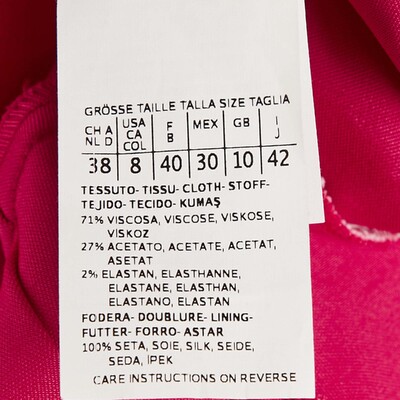 GRÖSSE TAILLE TALLA SIZE TAGLIA
CH A NL D USA CA COL F B MEX GB I J
38 8 40 30 10 42
TESSUTO- TISSU- CLOTH- STOFF-
TEJIDO- TECIDO- KUMAŞ
71% VISCOSA, VISCOSE, VISKOSE,
VISKOZ
27% ACETATO, ACETATE, ACETAT,
ASETAT
2% ELASTAN, ELASTHANNE,
ELASTANE, ELASTHAN,
ELASTANO, ELASTAN
FODERA- DOUBLURE- LINING-
FUTTER- FORRO- ASTAR
100% SETA, SOIE, SILK, SEIDE,
SEDA, İPEK
CARE INSTRUCTIONS ON REVERSE